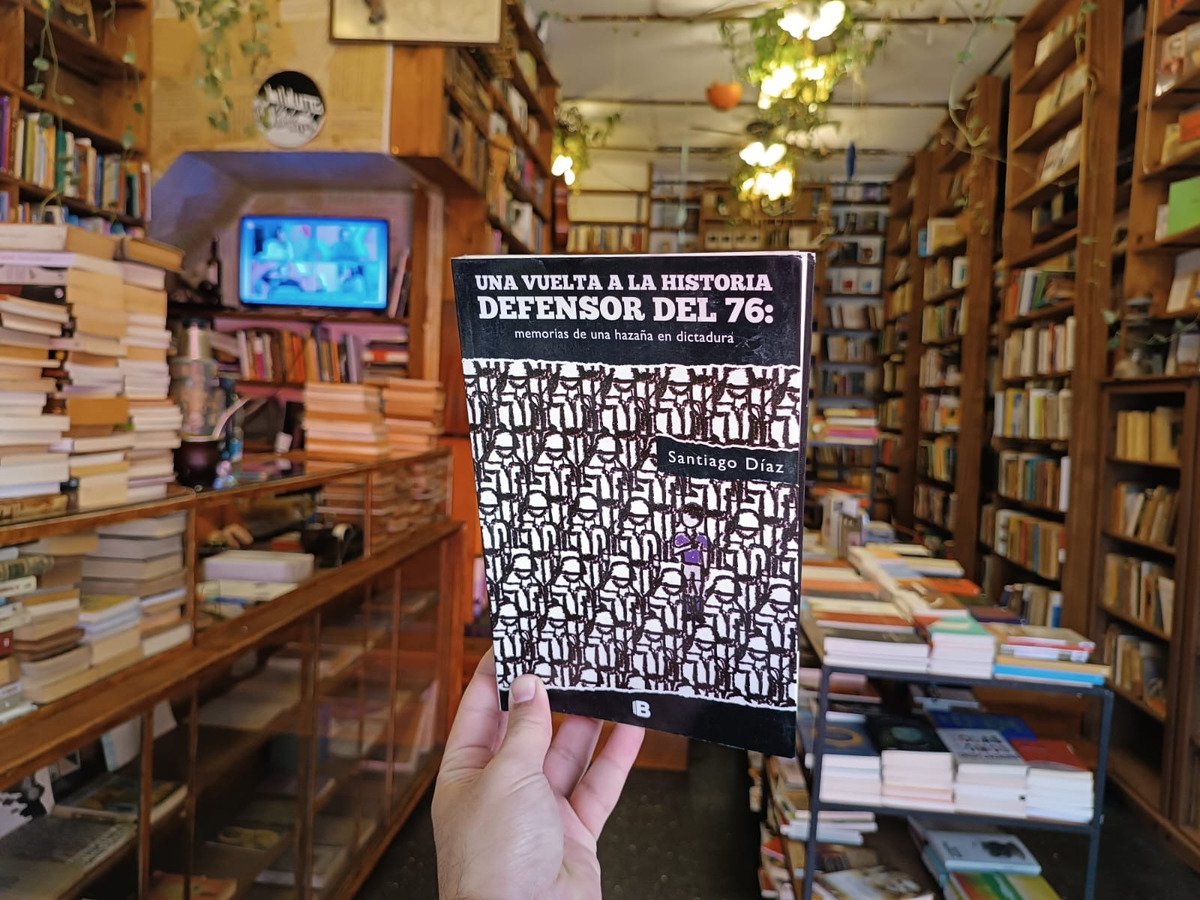 UNA VUELTA A LA HISTORIA
DEFENSOR DEL 76:
memorias de una hazaña en dictadura
Santiago Díaz
B